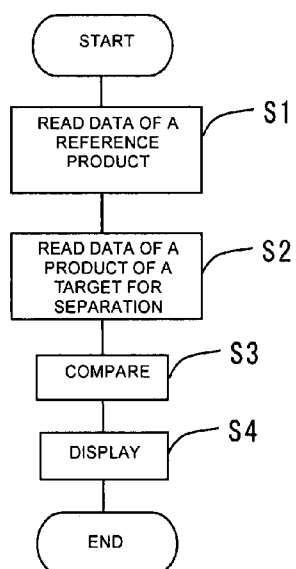 START
READ DATA OF A
REFERENCE
PRODUCT
S1
READ DATA OF A
PRODUCT OF A
TARGET FOR
SEPARATION
S2
COMPARE
S3
DISPLAY
S4
END